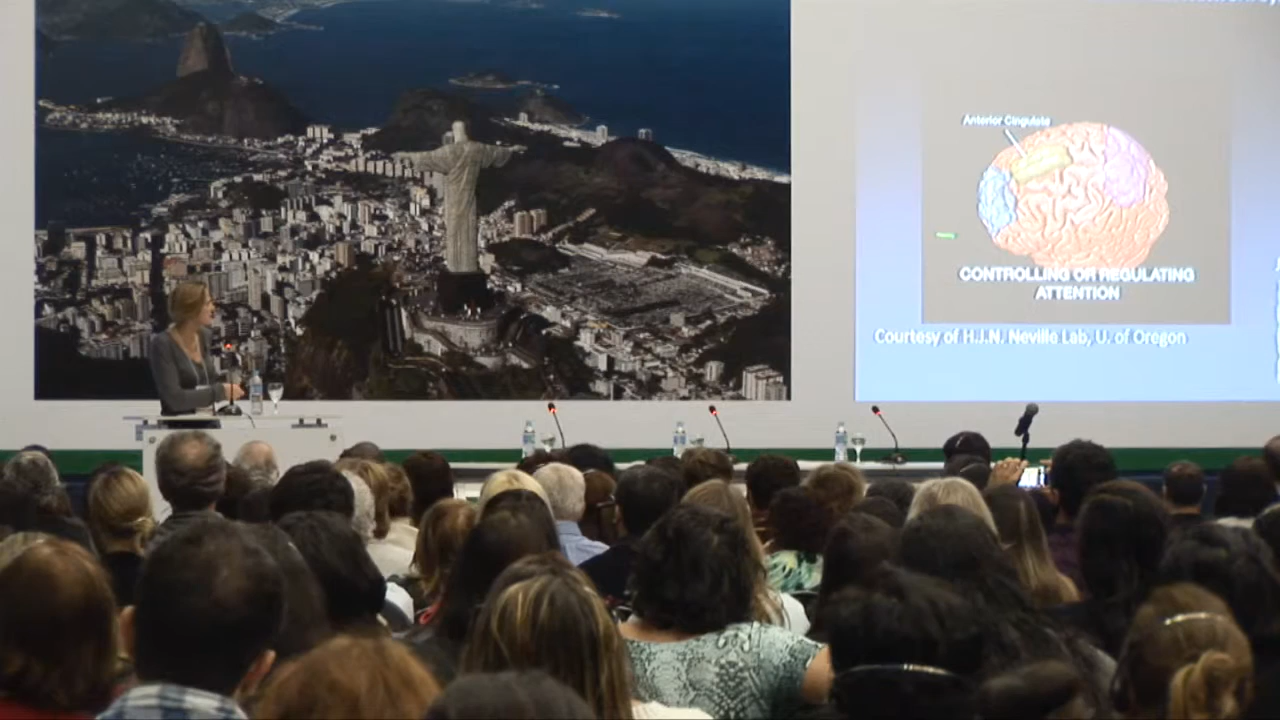 Anterior Cingulate
CONTROLLING OR REGULATING
ATTENTION
Courtesy of H.J.N. Neville Lab, U. of Oregon